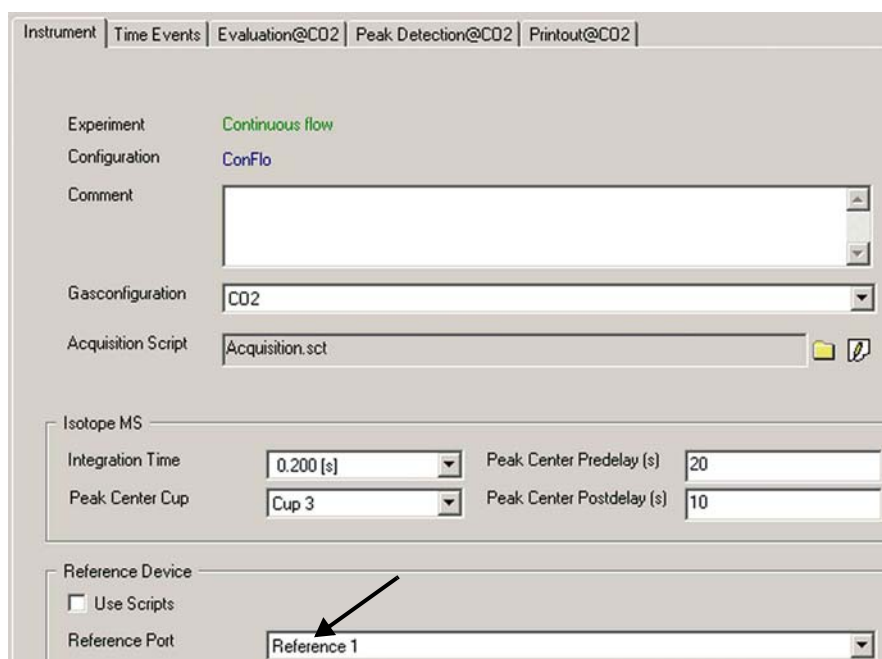 Instrument Time Events Evaluation@CO2 Peak Detection@CO2 Printout@CO2
Experiment Continuous flow
Configuration ConFlo
Comment
Gasconfiguration CO2
Acquisition Script Acquisition.sct
Isotope MS
Integration Time 0.200 [s] Peak Center Predelay (s) 20
Peak Center Cup Cup 3 Peak Center Postdelay (s) 10
Reference Device
Use Scripts
Reference Port Reference 1